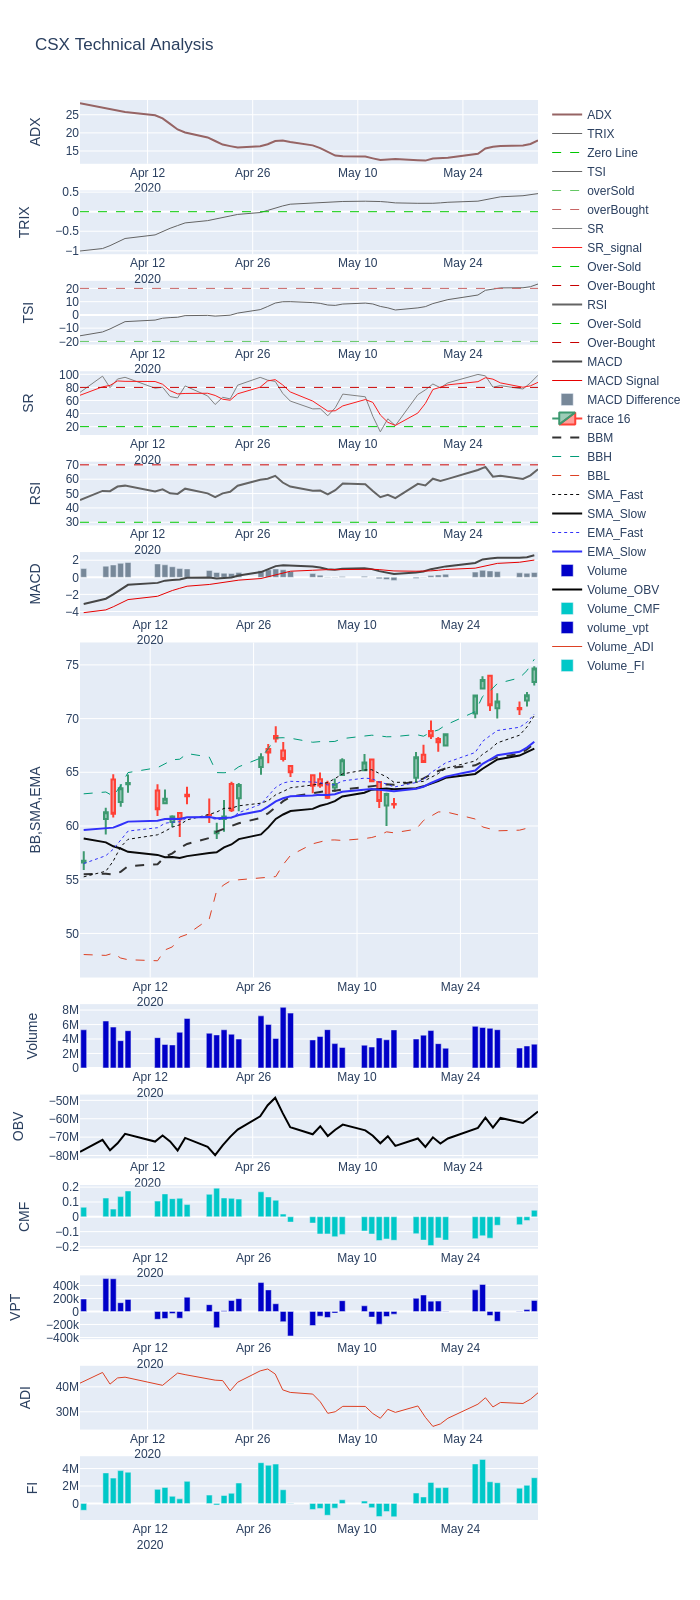 CSX Technical Analysis
ADX
25
20
15
Apr 12
2020
Apr 26
May 10
May 24
TRIX
0.5
0
−0.5
−1
Apr 12
2020
Apr 26
May 10
May 24
TSI
20
10
0
−10
−20
Apr 12
2020
Apr 26
May 10
May 24
SR
100
80
60
40
20
Apr 12
2020
Apr 26
May 10
May 24
RSI
70
60
50
40
30
Apr 12
2020
Apr 26
May 10
May 24
MACD
2
0
−2
−4
Apr 12
2020
Apr 26
May 10
May 24
BB,SMA,EMA
75
70
65
60
55
50
Apr 12
2020
Apr 26
May 10
May 24
Volume
8M
6M
4M
2M
0
Apr 12
2020
Apr 26
May 10
May 24
OBV
−50M
−60M
−70M
−80M
Apr 12
2020
Apr 26
May 10
May 24
CMF
0.2
0.1
0
−0.1
−0.2
Apr 12
2020
Apr 26
May 10
May 24
VPT
400k
200k
0
−200k
−400k
Apr 12
2020
Apr 26
May 10
May 24
ADI
40M
30M
Apr 12
2020
Apr 26
May 10
May 24
FI
4M
2M
0
Apr 12
2020
Apr 26
May 10
May 24
ADX
TRIX
Zero Line
TSI
overSold
overBought
SR
SR_signal
Over-Sold
Over-Bought
RSI
Over-Sold
Over-Bought
MACD
MACD Signal
MACD Difference
trace 16
BBM
BBH
BBL
SMA_Fast
SMA_Slow
EMA_Fast
EMA_Slow
Volume
Volume_OBV
Volume_CMF
volume_vpt
Volume_ADI
Volume_FI